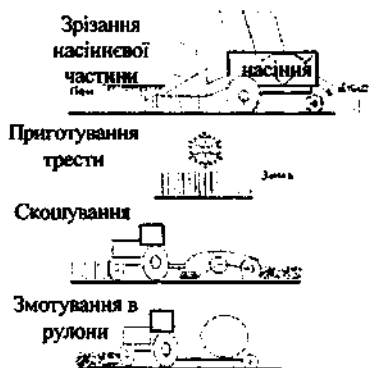 Зрізання
насіннєвої
частини
насіння
Приготування
трести
Скошування
Змотування в
рулони